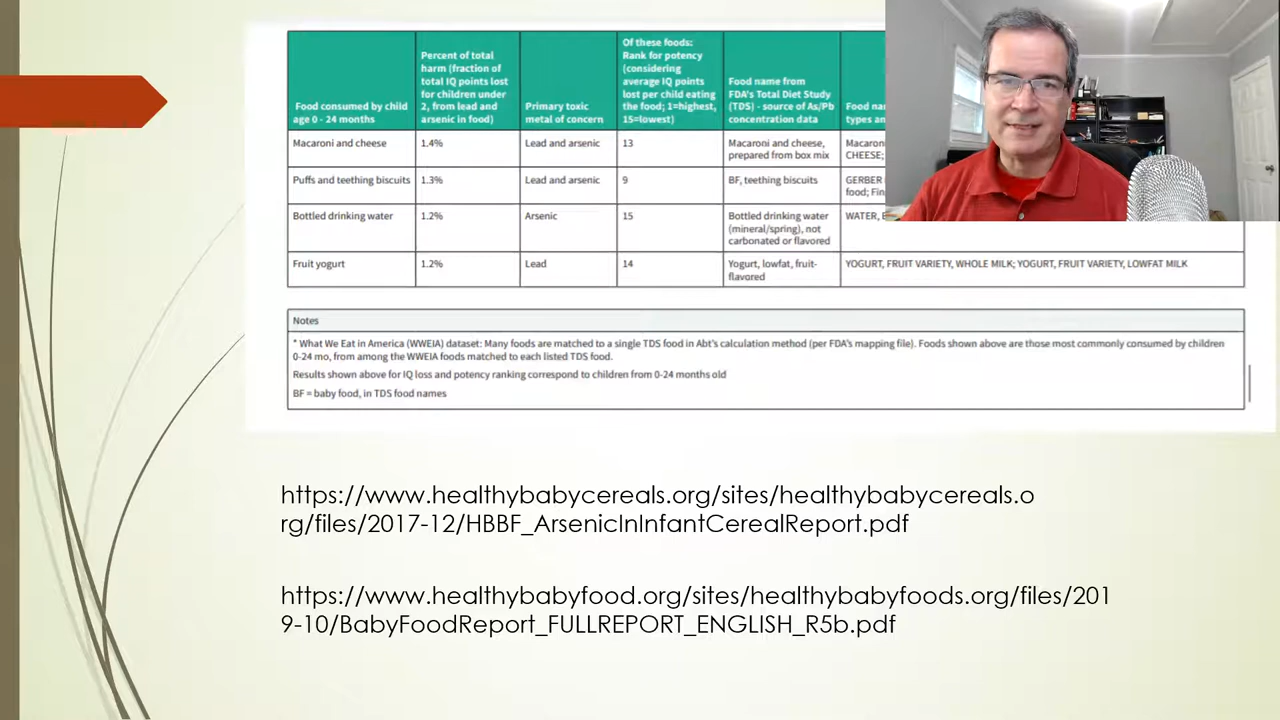 Food consumed by child
age 0 - 24 months
Percent of total
harm (fraction of
total IQ points lost
for children under
2, from lead and
arsenic in food)
Primary toxic
metal of concern
Of these foods:
Rank for potency
(considering
average IQ points
lost per child eating
the food; 1=highest,
15=lowest)
Food name from
FDA's Total Diet Study
(TDS) - source of As/Pb
concentration data
Food
types
Macaroni and cheese
1.4%
Lead and arsenic
13
Macaroni and cheese,
prepared from box mix
CHEESE;
Puffs and teething biscuits
1.3%
Lead and arsenic
9
BF, teething biscuits
GERBER
food;
Bottled drinking water
1.2%
Arsenic
15
Bottled drinking water
(mineral/spring), not
carbonated or flavored
WATER,
Fruit yogurt
1.2%
Lead
14
Yogurt, lowfat, fruit-
flavored
YOGURT, FRUIT VARIETY, WHOLE MILK; YOGURT, FRUIT VARIETY, LOWFAT MILK
Notes
* What We Eat in America (WWEIA) dataset: Many foods are matched to a single TDS food in Abt's calculation method (per FDA's mapping file). Foods shown above are those most commonly consumed by children
0-24 mo, from among the WWEIA foods matched to each listed TDS food.
Results shown above for IQ loss and potency ranking correspond to children from 0-24 months old
BF = baby food, in TDS food names
https://www.healthybabycereals.org/sites/healthybabycereals.o
rg/files/2017-12/HBBF_ArsenicInInfantCerealReport.pdf
https://www.healthybabyfood.org/sites/healthybabyfoods.org/files/201
9-10/BabyFoodReport_FULLREPORT_ENGLISH_R5b.pdf